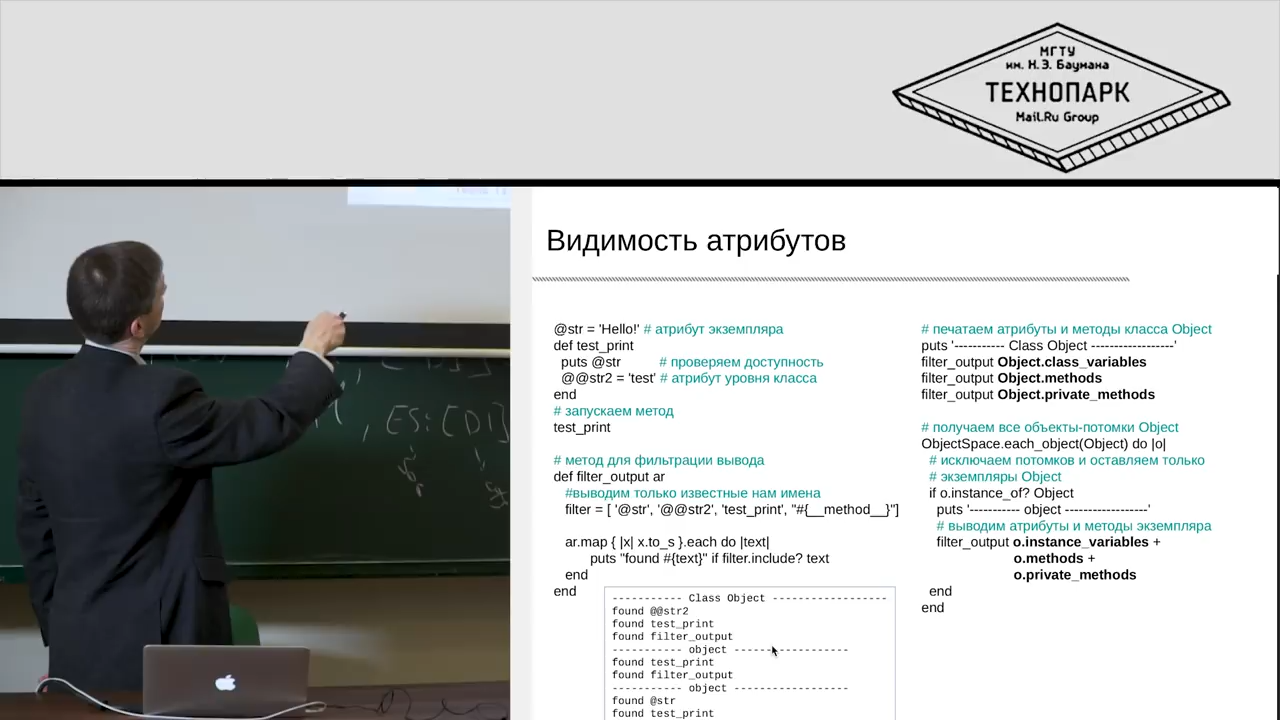 МГТУ
им. Н.Э. Баумана
ТЕХНОПАРК
Mail.Ru Group
Видимость атрибутов
@str = 'Hello!' # атрибут экземпляра
def test_print
puts @str # проверяем доступность
@@str2 = 'test' # атрибут уровня класса
end
# запускаем метод
test_print
# метод для фильтрации вывода
def filter_output ar
#выводим только известные нам имена
filter = [ '@str', '@@str2', 'test_print', "#{__method__}"]
ar.map { |x| x.to_s }.each do |text|
puts "found #{text}" if filter.include? text
end
end
----------- Class Object ------------------
found @@str2
found test_print
found filter_output
----------- object ------------------
found test_print
found filter_output
----------- object ------------------
found @str
found test_print
# печатаем атрибуты и методы класса Object
puts '----------- Class Object ------------------'
filter_output Object.class_variables
filter_output Object.methods
filter_output Object.private_methods
# получаем все объекты-потомки Object
ObjectSpace.each_object(Object) do |o|
# исключаем потомков и оставляем только
# экземпляры Object
if o.instance_of? Object
puts '----------- object ------------------'
# выводим атрибуты и методы экземпляра
filter_output o.instance_variables +
o.methods +
o.private_methods
end
end
, ES: [DI]